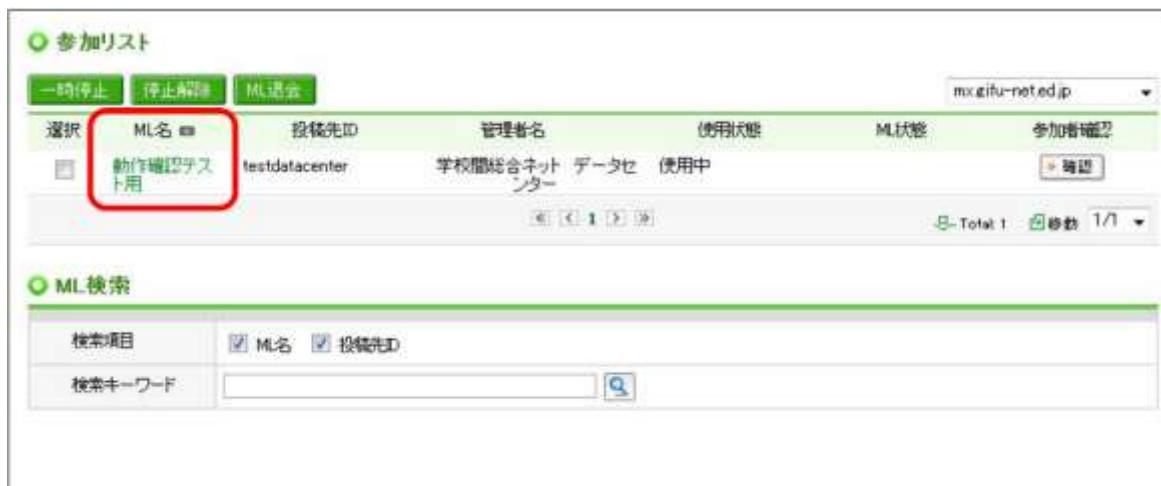 参加リスト
一時停止 停止解除 ML退会 mx.gifu-net.ed.jp
選択 ML名 投稿先ID 管理者名 使用状態 ML状態 参加者確認
動作確認テス testdatacenter 学校間総合ネット データセ 使用中 確認
ト用 ンター
1 Total: 1 移動 1/1
ML検索
検索項目 ML名 投稿先ID
検索キーワード